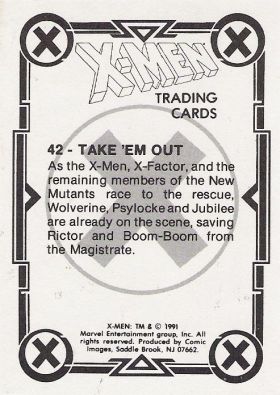 X-MEN
TRADING
CARDS
42 - TAKE 'EM OUT
As the X-Men, X-Factor, and the
remaining members of the New
Mutants race to the rescue,
Wolverine, Psylocke and Jubilee
are already on the scene, saving
Rictor and Boom-Boom from
the Magistrate.
X-MEN: TM & © 1991
Marvel Entertainment group, Inc. All
rights reserved. Produced by Comic
Images, Saddle Brook, NJ 07662.